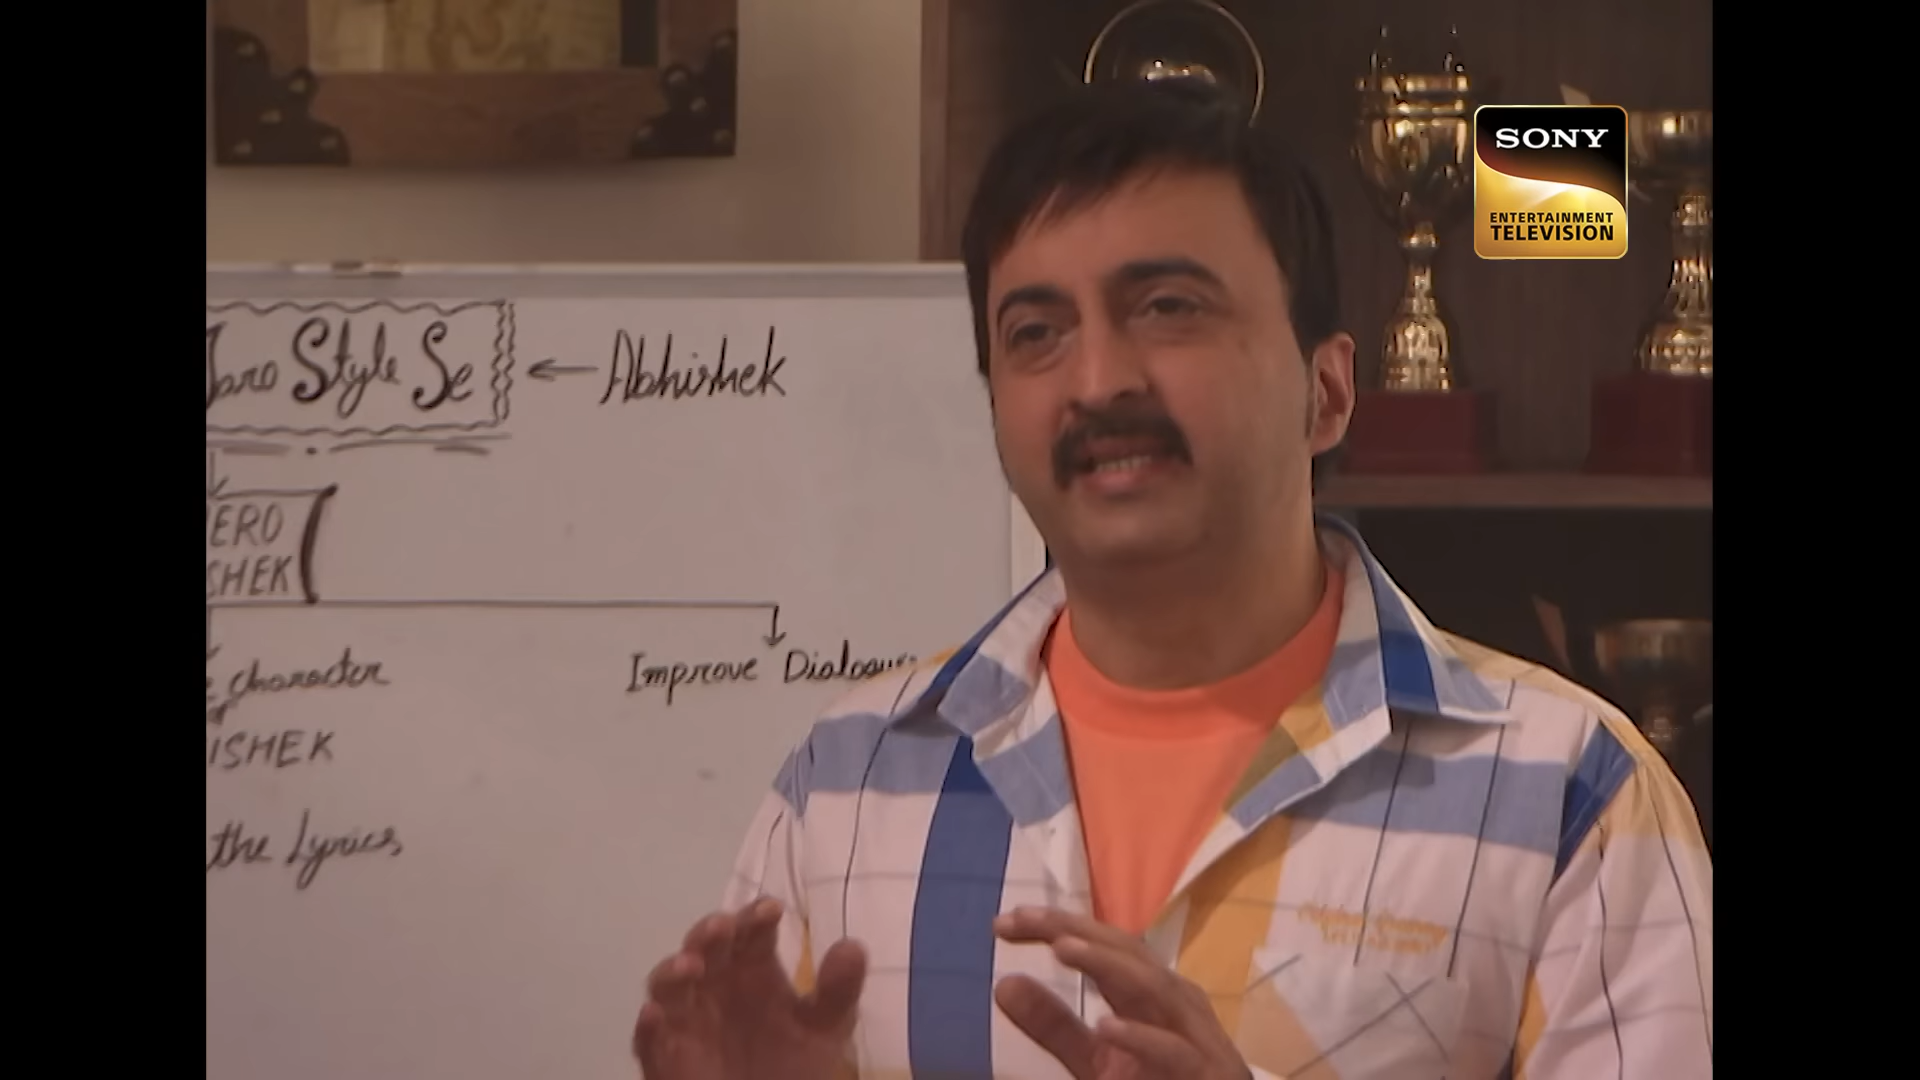 SONY
ENTERTAINMENT
TELEVISION
Style Se ← Abhishek
ERO
SHEK
Character
Improve
ISHEK
the Lyrics